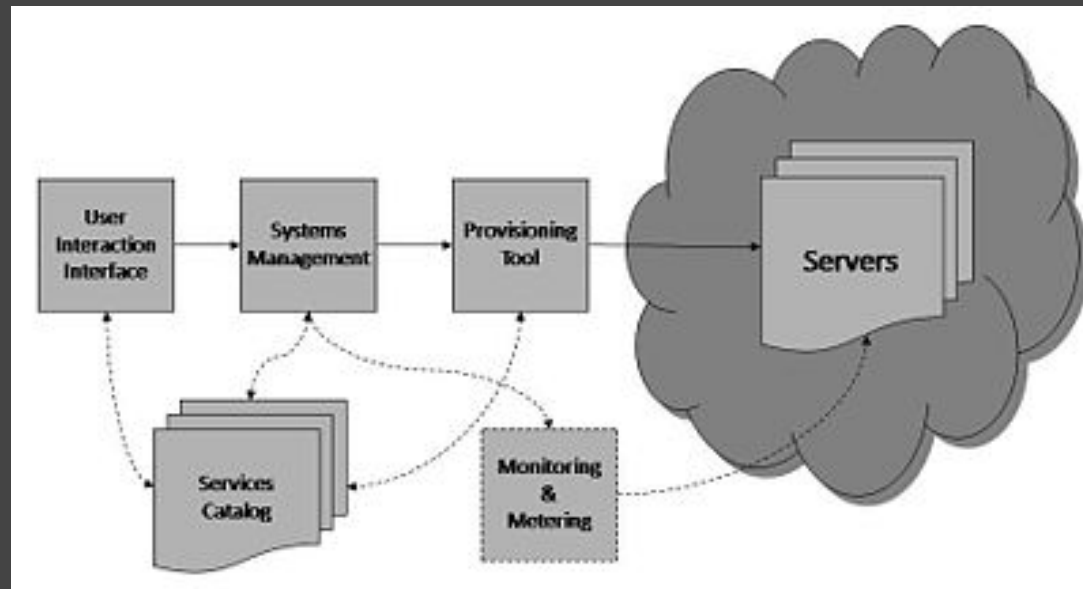 User
Interaction
Interface
Systems
Management
Provisioning
Tool
Servers
Services
Catalog
Monitoring
&
Metering